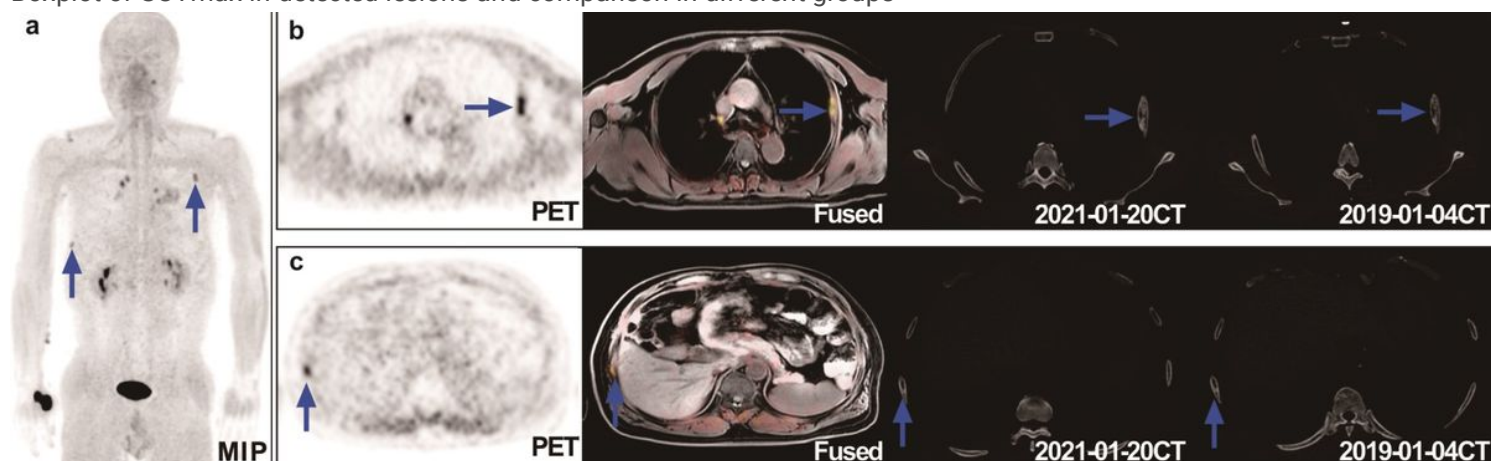 Boxplot of SUVmax in detected lesions and comparison in different groups
a
MIP
b
PET
Fused
2021-01-20CT
2019-01-04CT
c
PET
Fused
2021-01-20CT
2019-01-04CT